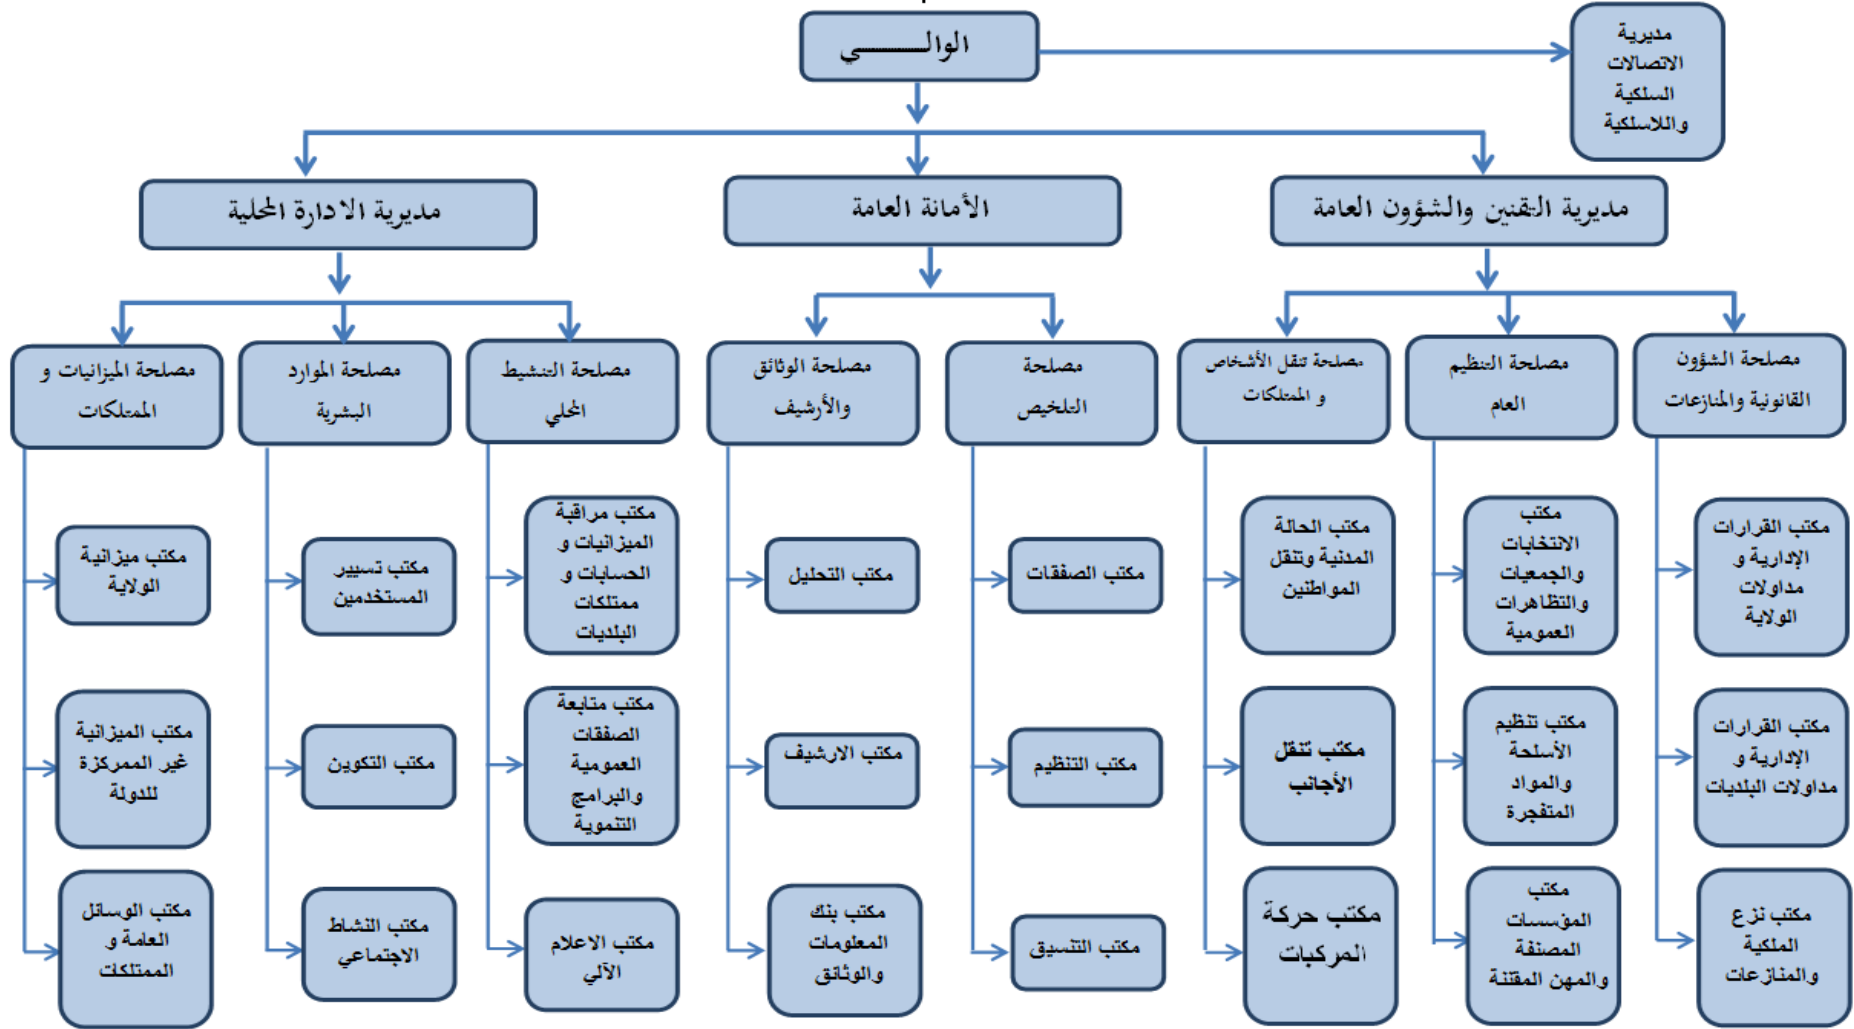 الوالــــــــي
مديرية
الاتصالات
السلكية
واللاسلكية
مديرية التقنين والشؤون العامة
الأمانة العامة
مديرية الادارة المحلية
مصلحة الشؤون
القانونية والمنازعات
مصلحة التنظيم
العام
مصلحة تنقل الأشخاص
و الممتلكات
مصلحة
التلخيص
مصلحة الوثائق
والأرشيف
مصلحة التنشيط
المحلي
مصلحة الموارد
البشرية
مصلحة الميزانيات و
الممتلكات
مكتب القرارات
الإدارية و
مداولات
الولاية
مكتب
الانتخابات
والجمعيات
والتظاهرات
العمومية
مكتب الحالة
المدنية وتنقل
المواطنين
مكتب الصفقات
مكتب التحليل
مكتب مراقبة
الميزانيات و
الحسابات و
ممتلكات
البلديات
مكتب تسيير
المستخدمين
مكتب ميزانية
الولاية
مكتب القرارات
الإدارية و
مداولات البلديات
مكتب تنظيم
الأسلحة
والمواد
المتفجرة
مكتب تنقل
الأجانب
مكتب التنظيم
مكتب الارشيف
مكتب متابعة
الصفقات
العمومية
والبرامج
التنموية
مكتب التكوين
مكتب الميزانية
غير الممركزة
للدولة
مكتب نزع
الملكية
والمنازعات
مكتب
المؤسسات
المصنفة
والمهن المقننة
مكتب حركة
المركبات
مكتب التنسيق
مكتب بنك
المعلومات
والوثائق
مكتب الاعلام
الآلي
مكتب النشاط
الاجتماعي
مكتب الوسائل
العامة و
الممتلكات